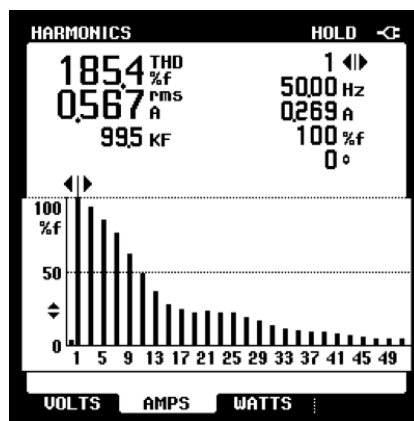 HARMONICS HOLD
185.4 THD %f 1
0.567 rms A 50.00 Hz
99.5 KF 0.269 A
100 %f
0 °
100
%f
50
0
1 5 9 13 17 21 25 29 33 37 41 45 49
VOLTS AMPS WATTS